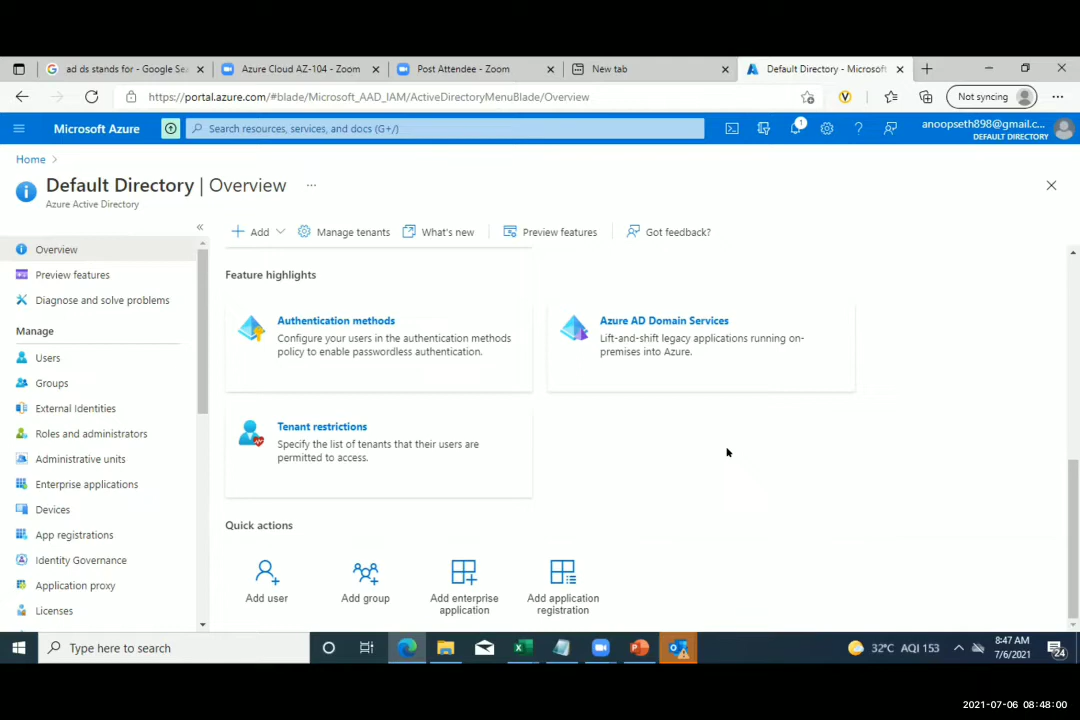 ad ds stands for - Google Se
Azure Cloud AZ-104 - Zoom
Post Attendee - Zoom
New tab
Default Directory - Microsoft
https://portal.azure.com/#blade/Microsoft_AAD_IAM/ActiveDirectoryMenuBlade/Overview
Not syncing
Microsoft Azure
Search resources, services, and docs (G+/)
1
anoopseth898@gmail.c...
DEFAULT DIRECTORY
Home >
Default Directory | Overview ...
Azure Active Directory
«
+ Add
Manage tenants
What's new
Preview features
Got feedback?
Overview
Preview features
Diagnose and solve problems
Manage
Users
Groups
External Identities
Roles and administrators
Administrative units
Enterprise applications
Devices
App registrations
Identity Governance
Application proxy
Licenses
Feature highlights
Authentication methods
Configure your users in the authentication methods
policy to enable passwordless authentication.
Azure AD Domain Services
Lift-and-shift legacy applications running on-
premises into Azure.
Tenant restrictions
Specify the list of tenants that their users are
permitted to access.
Quick actions
Add user
Add group
Add enterprise
application
Add application
registration
Type here to search
32°C AQI 153
8:47 AM
7/6/2021
24
2021-07-06 08:48:00